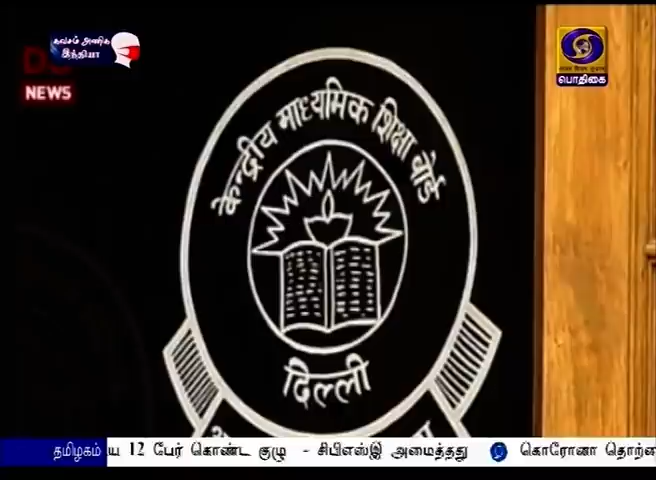 கவசம் அணிக
இந்தியா
NEWS
பொதிகை
केन्द्रीय माध्यमिक शिक्षा बोर्ड
दिल्ली
தமிழகம் ய 12 பேர் கொண்ட குழு - சிபிஎஸ்இ அமைத்தது கொரோனா தொற்